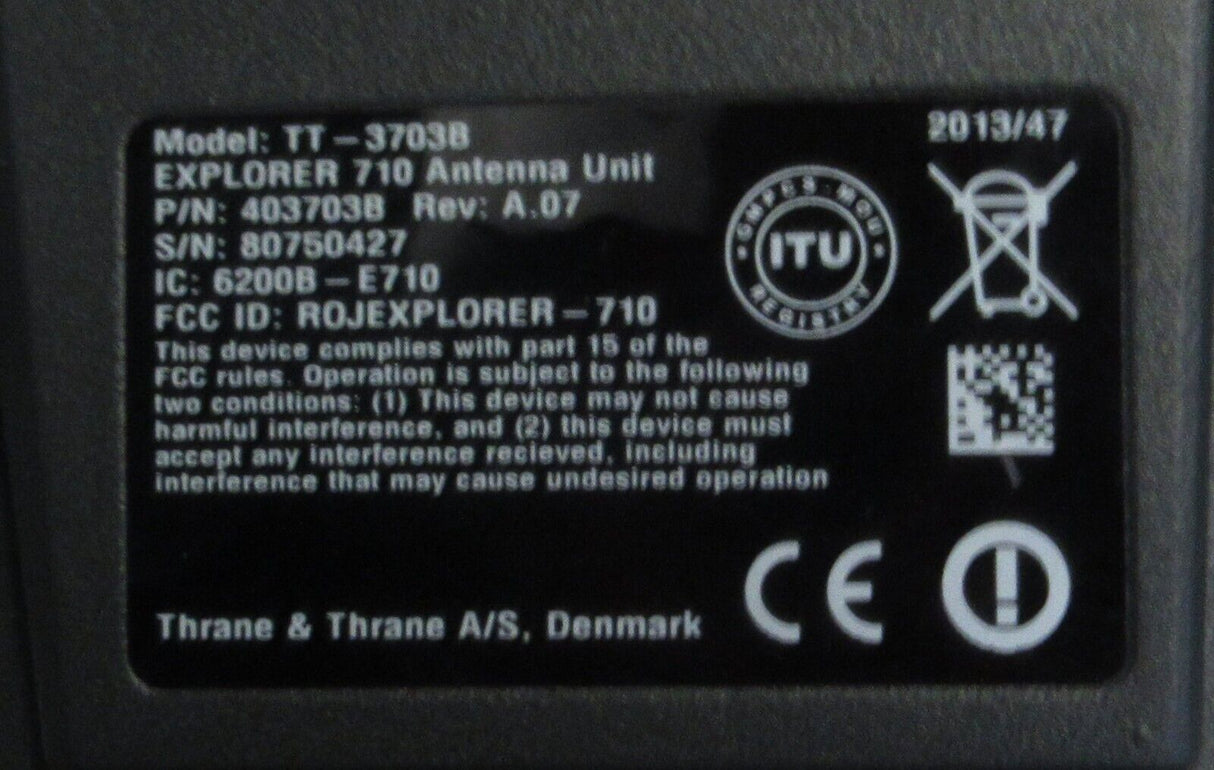 Model: TT-3703B
EXPLORER 710 Antenna Unit
P/N: 403703B Rev: A.07
S/N: 80750427
IC: 6200B-E710
FCC ID: ROJEXPLORER-710
This device complies with part 15 of the
FCC rules. Operation is subject to the following
two conditions: (1) This device may not cause
harmful interference, and (2) this device must
accept any interference recieved, including
interference that may cause undesired operation
Thrane & Thrane A/S, Denmark
2013/47
GMPCS-MOU
ITU
REGISTRY
CE